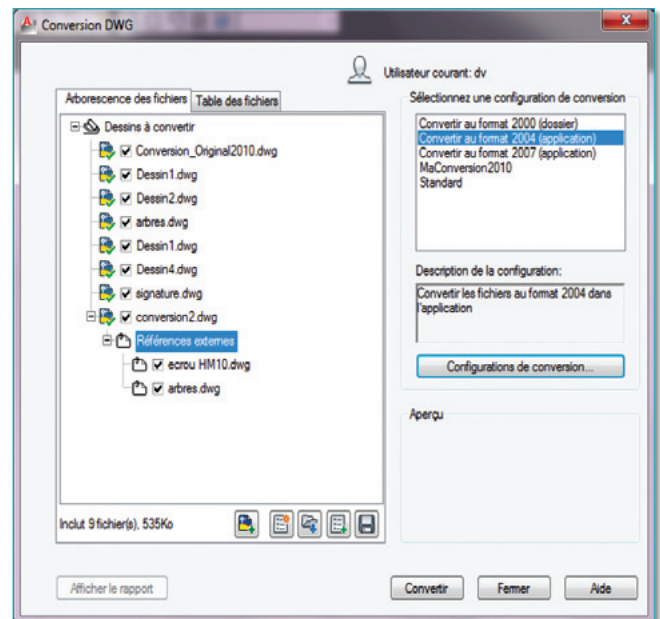 Conversion DWG
Utilisateur courant: dv
Arborescence des fichiers
Table des fichiers
Dessins à convertir
Conversion_Original2010.dwg
Dessin1.dwg
Dessin2.dwg
arbres.dwg
Dessin1.dwg
Dessin4.dwg
signature.dwg
conversion2.dwg
Références externes
ecrou HM10.dwg
arbres.dwg
Inclut 9 fichier(s), 535Ko
Sélectionnez une configuration de conversion
Convertir au format 2000 (dossier)
Convertir au format 2004 (application)
Convertir au format 2007 (application)
MaConversion2010
Standard
Description de la configuration:
Convertir les fichiers au format 2004 dans
l'application
Configurations de conversion...
Aperçu
Afficher le rapport
Convertir
Fermer
Aide